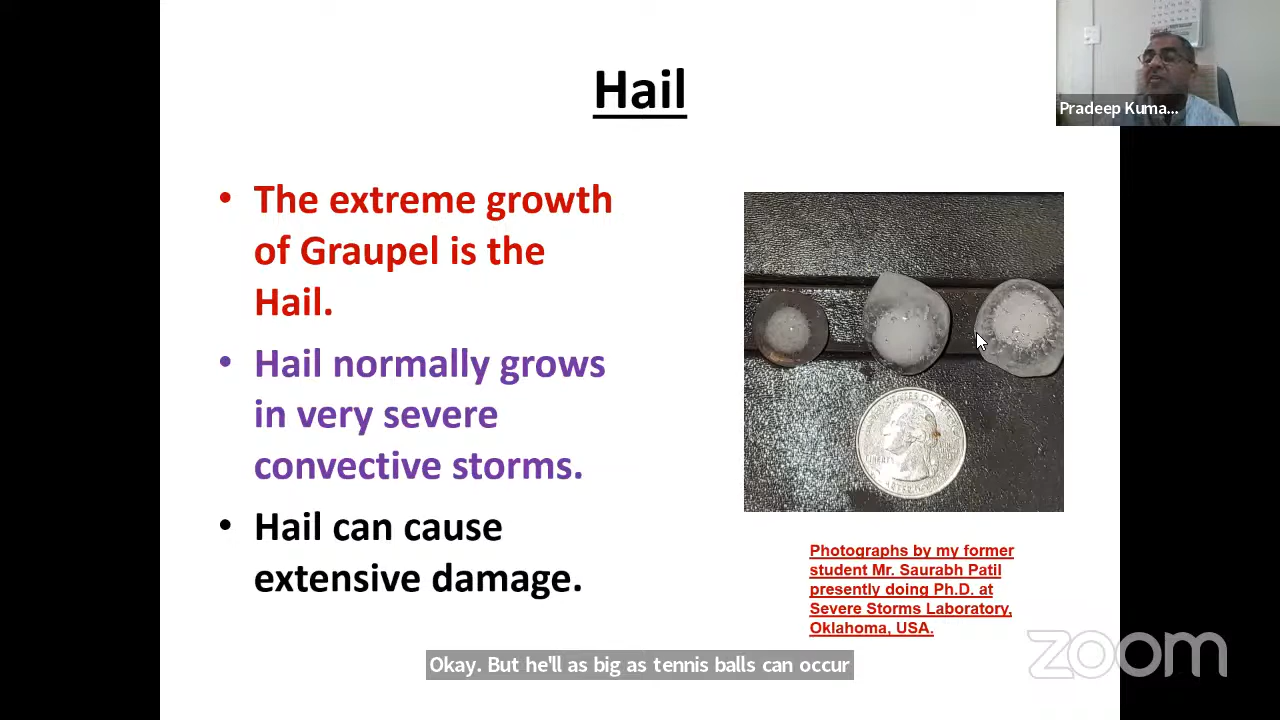 Hail
Pradeep Kuma...
• The extreme growth
of Graupel is the
Hail.
• Hail normally grows
in very severe
convective storms.
• Hail can cause
extensive damage.
LIBERTY
Photographs by my former
student Mr. Saurabh Patil
presently doing Ph.D. at
Severe Storms Laboratory,
Oklahoma, USA.
Okay. But he'll as big as tennis balls can occur
zoom